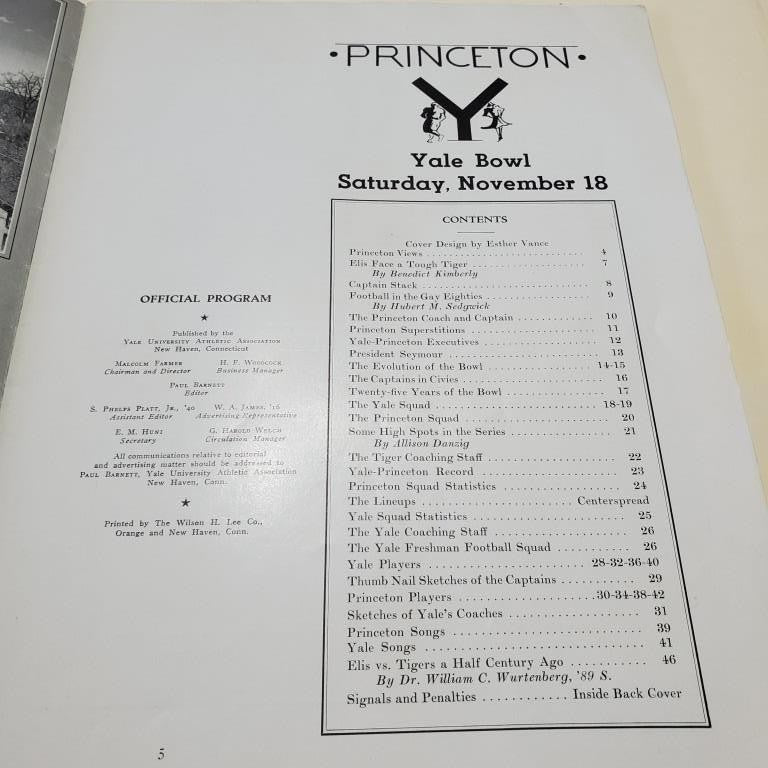 • PRINCETON •
Y
Yale Bowl
Saturday, November 18
CONTENTS
Cover Design by Esther Vance
Princeton Views . . . . . . . . . . 4
Elis Face a Tough Tiger . . . . . . . . . . 7
By Benedict Kimberly
Captain Stack . . . . . . . . . . 8
Football in the Gay Eighties . . . . . . . . . . 9
By Hubert M. Sedgwick
The Princeton Coach and Captain . . . . . . . . . . 10
Princeton Superstitions . . . . . . . . . . 11
Yale-Princeton Executives . . . . . . . . . . 12
President Seymour . . . . . . . . . . 13
The Evolution of the Bowl . . . . . . . . . . 14-15
The Captains in Civies . . . . . . . . . . 16
Twenty-five Years of the Bowl . . . . . . . . . . 17
The Yale Squad . . . . . . . . . . 18-19
The Princeton Squad . . . . . . . . . . 20
Some High Spots in the Series . . . . . . . . . . 21
By Allison Danzig
The Tiger Coaching Staff . . . . . . . . . . 22
Yale-Princeton Record . . . . . . . . . . 23
Princeton Squad Statistics . . . . . . . . . . 24
The Lineups . . . . . . . . . . Centerspread
Yale Squad Statistics . . . . . . . . . . 25
The Yale Coaching Staff . . . . . . . . . . 26
The Yale Freshman Football Squad . . . . . . . . . . 26
Yale Players . . . . . . . . . . 28-32-36-40
Thumb Nail Sketches of the Captains . . . . . . . . . . 29
Princeton Players . . . . . . . . . . 30-34-38-42
Sketches of Yale's Coaches . . . . . . . . . . 31
Princeton Songs . . . . . . . . . . 39
Yale Songs . . . . . . . . . . 41
Elis vs. Tigers a Half Century Ago . . . . . . . . . . 46
By Dr. William C. Wurtenberg, '89 S.
Signals and Penalties . . . . . . . . . . Inside Back Cover
OFFICIAL PROGRAM
★
Published by the
YALE UNIVERSITY ATHLETIC ASSOCIATION
New Haven, Connecticut
MALCOLM FARMER H. F. WOODCOCK
Chairman and Director Business Manager
PAUL BARNETT
Editor
S. PHELPS PLATT, JR., '40 W. A. JAMES, '16
Assistant Editor Advertising Representative
E. M. HUNT G. HAROLD WELCH
Secretary Circulation Manager
All communications relative to editorial
and advertising matter should be addressed to
PAUL BARNETT, Yale University Athletic Association
New Haven, Conn.
★
Printed by The Wilson H. Lee Co.,
Orange and New Haven, Conn.
5